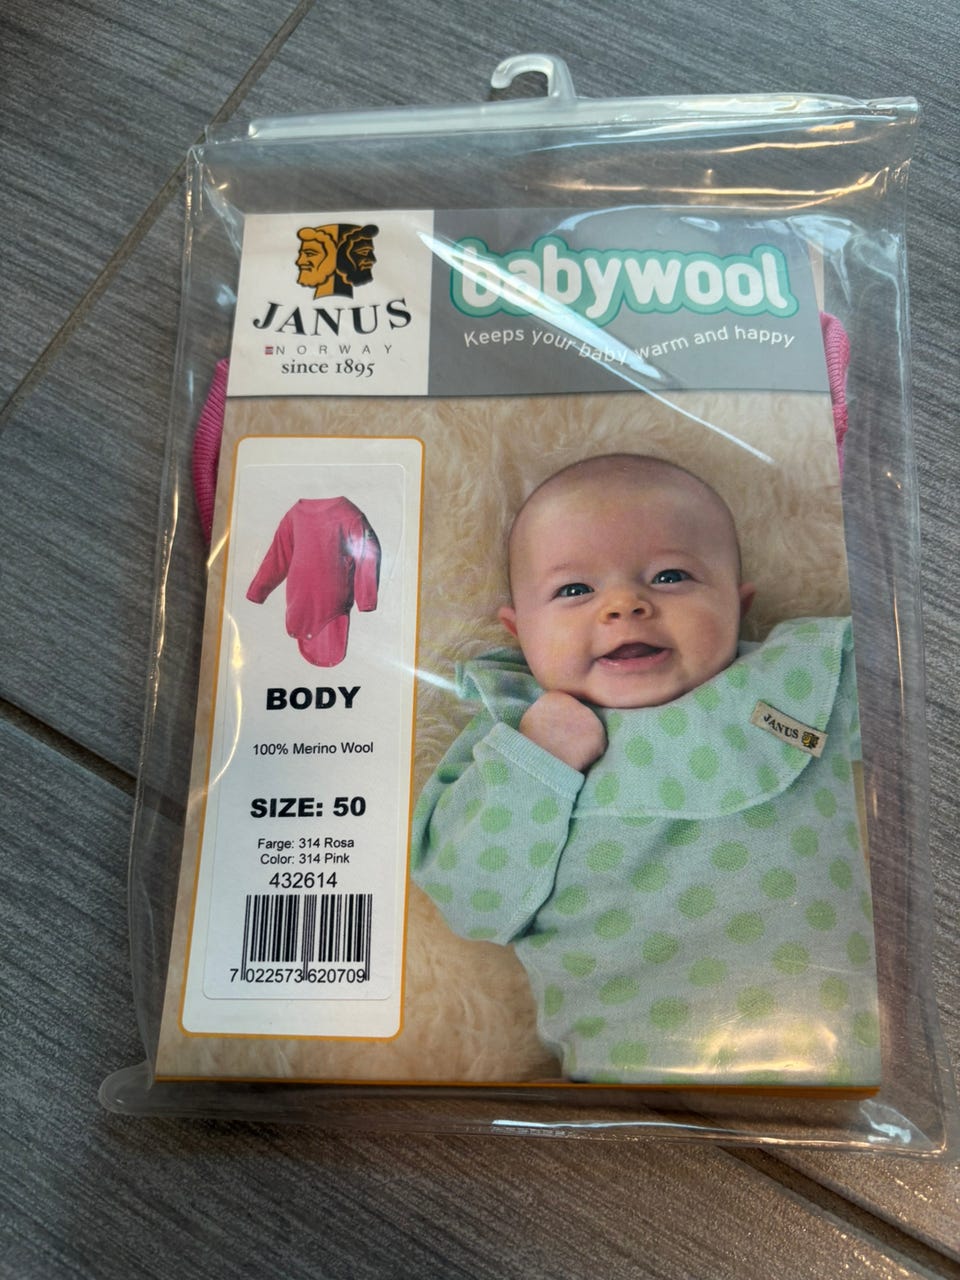 JANUS
NORWAY
since 1895
babywool
Keeps your baby warm and happy
BODY
100% Merino Wool
SIZE: 50
Farge: 314 Rosa
Color: 314 Pink
432614
7 022573 620709
JANUS